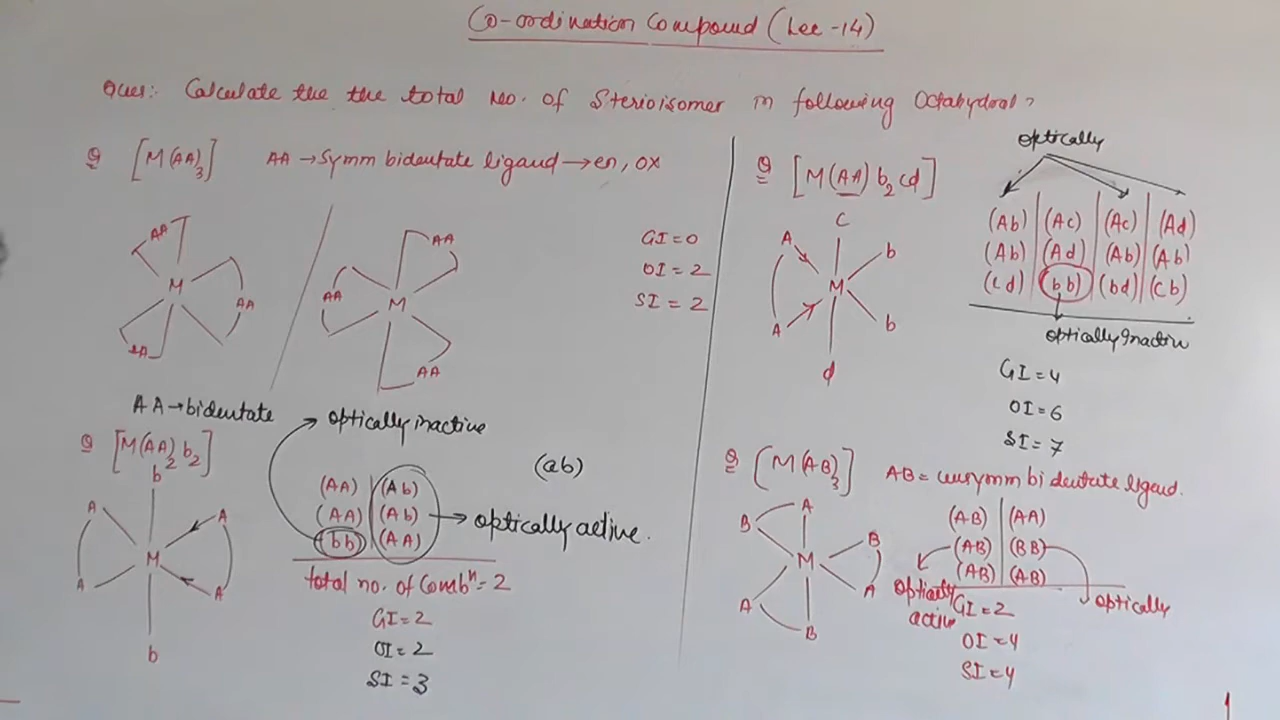 Co-ordination Compound (Lec-14)
Ques: Calculate the the total No. of Sterioisomer in following Octahydral?
Q [M(AA)3] AA → Symm bidentate ligand → en, ox
AA
AA
M
AA
AA
AA
M
AA
GI = 0
OI = 2
SI = 2
AA → bidentate
Q [M(AA)2 b2]
b
A
A
M
A
A
b
optically inactive
(ab)
(AA) (Ab)
(AA) (Ab) → optically active.
(bb) (AA)
total no. of Combn = 2
GI = 2
OI = 2
SI = 3
Q [M(AA) b2 cd]
c
A
b
M
A
b
d
optically
(Ab) (Ac) (Ac) (Ad)
(Ab) (Ad) (Ab) (Ab)
(cd) (bb) (bd) (cb)
optically Inactiv
GI = 4
OI = 6
SI = 7
Q [M(AB)3] AB = unsymm bi dentate ligand.
A
B
B
M
A
A
B
(AB) (AA)
(AB) (BB)
(AB) (AB)
optically
active
optically
GI = 2
OI = 4
SI = 4